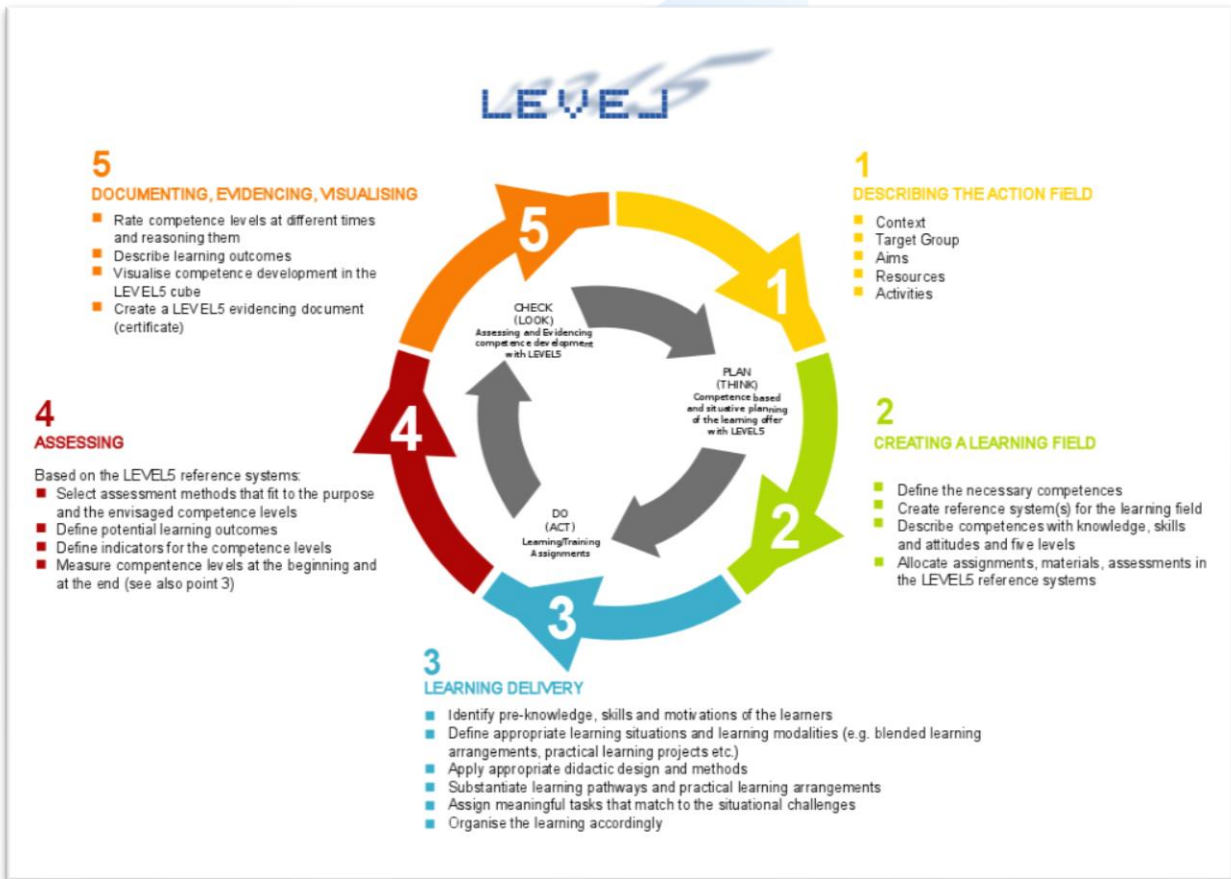 LEVEL5
12345
1
DESCRIBING THE ACTION FIELD
Context
Target Group
Aims
Resources
Activities
2
CREATING A LEARNING FIELD
Define the necessary competences
Create reference system(s) for the learning field
Describe competences with knowledge, skills
and attitudes and five levels
Allocate assignments, materials, assessments in
the LEVEL5 reference systems
3
LEARNING DELIVERY
Identify pre-knowledge, skills and motivations of the learners
Define appropriate learning situations and learning modalities (e.g. blended learning
arrangements, practical learning projects etc.)
Apply appropriate didactic design and methods
Substantiate learning pathways and practical learning arrangements
Assign meaningful tasks that match to the situational challenges
Organise the learning accordingly
4
ASSESSING
Based on the LEVEL5 reference systems:
Select assessment methods that fit to the purpose
and the envisaged competence levels
Define potential learning outcomes
Define indicators for the competence levels
Measure compentence levels at the beginning and
at the end (see also point 3)
5
DOCUMENTING, EVIDENCING, VISUALISING
Rate competence levels at different times
and reasoning them
Describe learning outcomes
Visualise competence development in the
LEVEL5 cube
Create a LEVEL5 evidencing document
(certificate)
1
2
3
4
5
CHECK
(LOOK)
Assessing and Evidencing
competence development
with LEVEL5
PLAN
(THINK)
Competence based
and situative planning
of the learning offer
with LEVEL5
DO
(ACT)
Learning/Training
Assignments